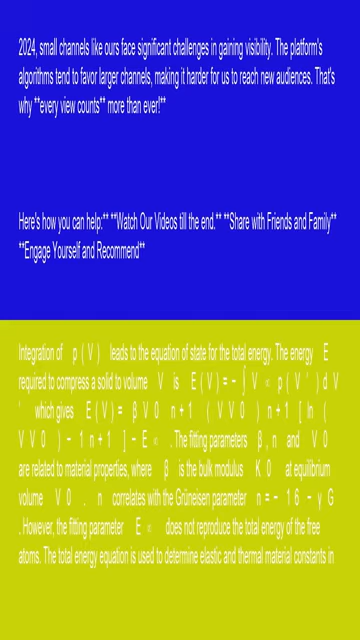 2024, small channels like ours face significant challenges in gaining visibility. The platform's
algorithms tend to favor larger channels, making it harder for us to reach new audiences. That's
why **every view counts** more than ever!**
Here's how you can help:** **Watch Our Videos till the end.** **Share with Friends and Family**
**Engage Yourself and Recommend**
Integration of p ( V ) leads to the equation of state for the total energy. The energy E
required to compress a solid to volume V is E ( V ) = − ∫ V ∞ p ( V ′ ) d V
′ which gives E ( V ) = β V 0 n + 1 ( V V 0 ) n + 1 [ ln (
V V 0 ) − 1 n + 1 ] − E ∞ . The fitting parameters β , n and V 0
are related to material properties, where β is the bulk modulus K 0 at equilibrium
volume V 0 . n correlates with the Grüneisen parameter n = − 1 6 − γ G
. However, the fitting parameter E ∞ does not reproduce the total energy of the free
atoms. The total energy equation is used to determine elastic and thermal material constants in